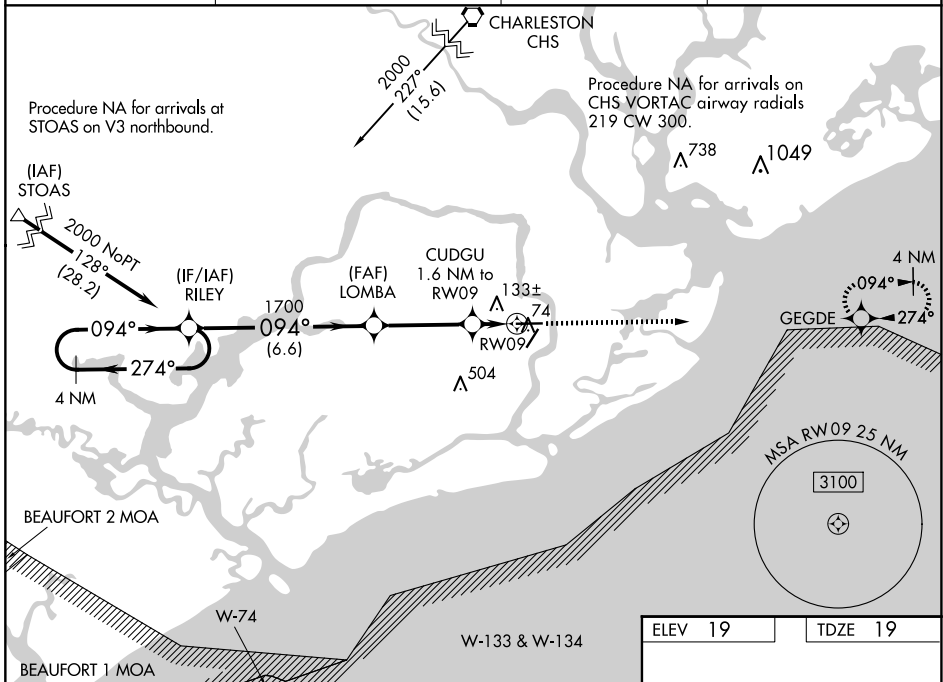 CHARLESTON
CHS
2000
227°
(15.6)
Procedure NA for arrivals at
STOAS on V3 northbound.
Procedure NA for arrivals on
CHS VORTAC airway radials
219 CW 300.
738
1049
(IAF)
STOAS
2000 NoPT
128°
(28.2)
(IF/IAF)
RILEY
094°
274°
4 NM
1700
094°
(6.6)
(FAF)
LOMBA
CUDGU
1.6 NM to
RW09
133±
74
RW09
504
4 NM
094°
274°
GEGDE
MSA RW09 25 NM
3100
BEAUFORT 2 MOA
W-74
W-133 & W-134
BEAUFORT 1 MOA
ELEV 19
TDZE 19